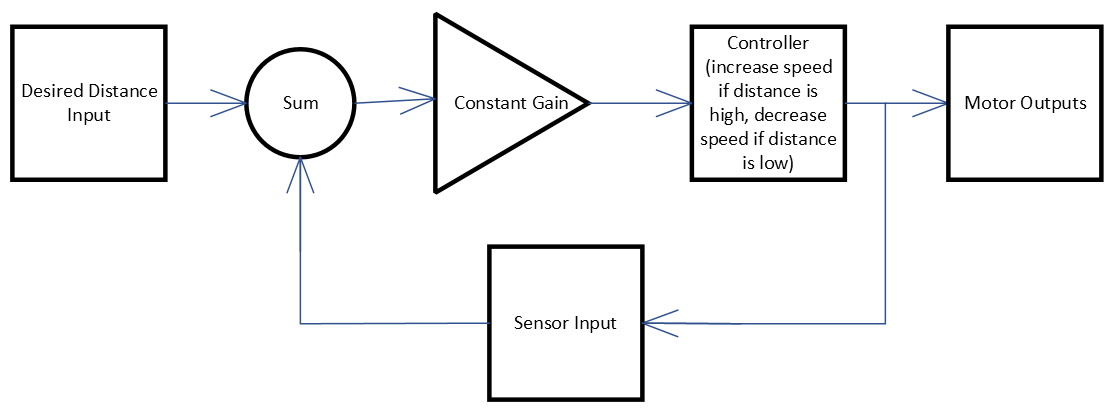 Desired Distance
Input
Sum
Constant Gain
Controller
(increase speed
if distance is
high, decrease
speed if distance
is low)
Motor Outputs
Sensor Input